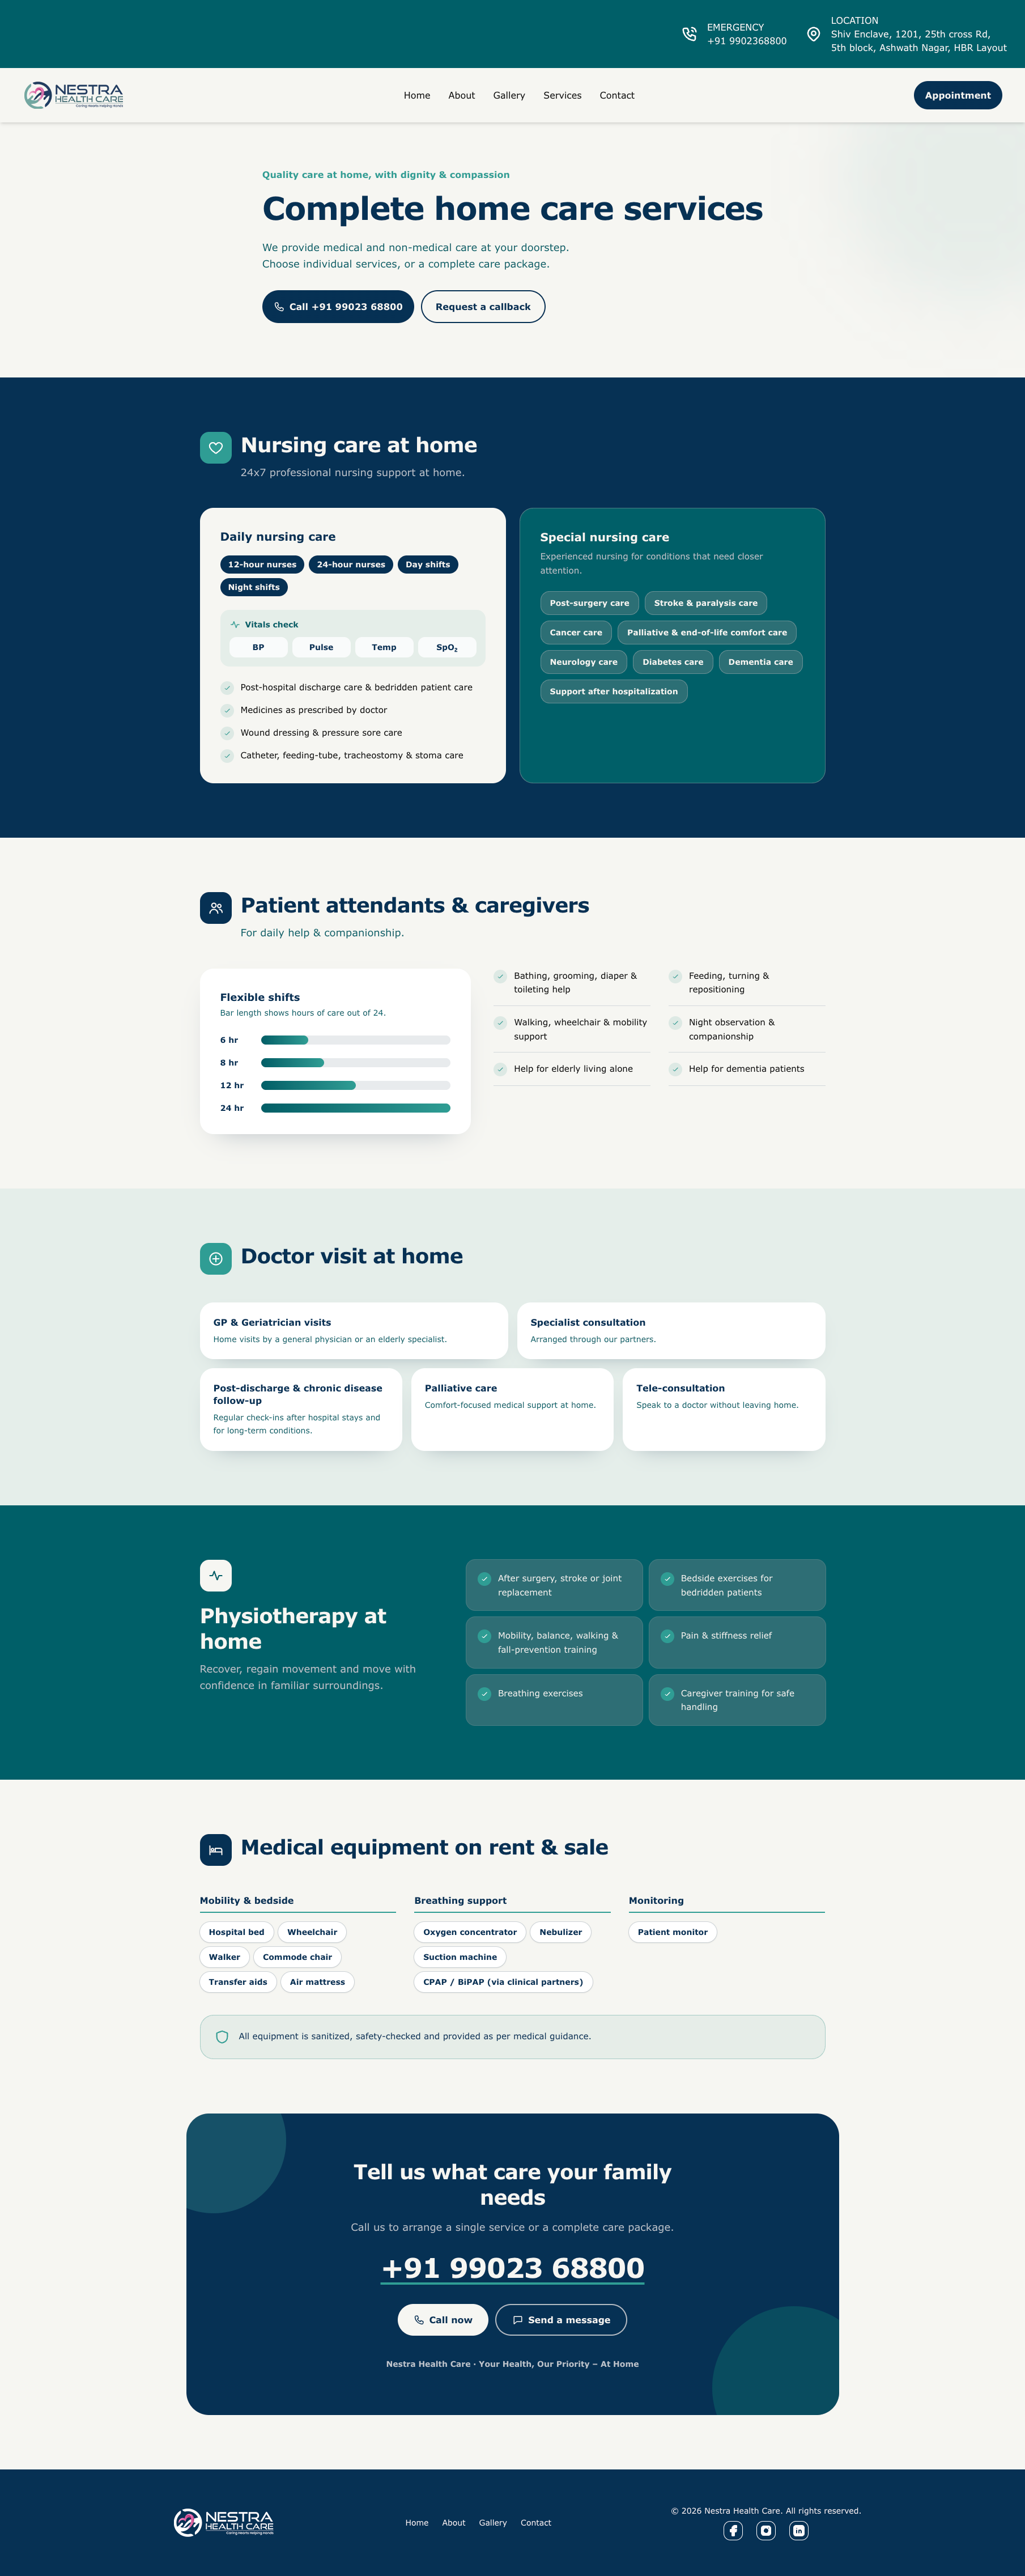 EMERGENCY
+91 9902368800
LOCATION
Shiv Enclave, 1201, 25th cross Rd,
5th block, Ashwath Nagar, HBR Layout
NESTRA
HEALTH CARE
Caring Hearts Helping Hands
Home About Gallery Services Contact
Appointment
Quality care at home, with dignity & compassion
Complete home care services
We provide medical and non-medical care at your doorstep.
Choose individual services, or a complete care package.
Call +91 99023 68800
Request a callback
Nursing care at home
24x7 professional nursing support at home.
Daily nursing care
12-hour nurses 24-hour nurses Day shifts
Night shifts
Vitals check
BP Pulse Temp SpO₂
Post-hospital discharge care & bedridden patient care
Medicines as prescribed by doctor
Wound dressing & pressure sore care
Catheter, feeding-tube, tracheostomy & stoma care
Special nursing care
Experienced nursing for conditions that need closer
attention.
Post-surgery care Stroke & paralysis care
Cancer care Palliative & end-of-life comfort care
Neurology care Diabetes care Dementia care
Support after hospitalization
Patient attendants & caregivers
For daily help & companionship.
Flexible shifts
Bar length shows hours of care out of 24.
6 hr
8 hr
12 hr
24 hr
Bathing, grooming, diaper &
toileting help
Feeding, turning &
repositioning
Walking, wheelchair & mobility
support
Night observation &
companionship
Help for elderly living alone
Help for dementia patients
Doctor visit at home
GP & Geriatrician visits
Home visits by a general physician or an elderly specialist.
Specialist consultation
Arranged through our partners.
Post-discharge & chronic disease
follow-up
Regular check-ins after hospital stays and
for long-term conditions.
Palliative care
Comfort-focused medical support at home.
Tele-consultation
Speak to a doctor without leaving home.
Physiotherapy at
home
Recover, regain movement and move with
confidence in familiar surroundings.
After surgery, stroke or joint
replacement
Bedside exercises for
bedridden patients
Mobility, balance, walking &
fall-prevention training
Pain & stiffness relief
Breathing exercises
Caregiver training for safe
handling
Medical equipment on rent & sale
Mobility & bedside
Hospital bed Wheelchair
Walker Commode chair
Transfer aids Air mattress
Breathing support
Oxygen concentrator Nebulizer
Suction machine
CPAP / BiPAP (via clinical partners)
Monitoring
Patient monitor
All equipment is sanitized, safety-checked and provided as per medical guidance.
Tell us what care your family
needs
Call us to arrange a single service or a complete care package.
+91 99023 68800
Call now
Send a message
Nestra Health Care · Your Health, Our Priority – At Home
NESTRA
HEALTH CARE
Caring Hearts Helping Hands
Home About Gallery Contact
© 2026 Nestra Health Care. All rights reserved.